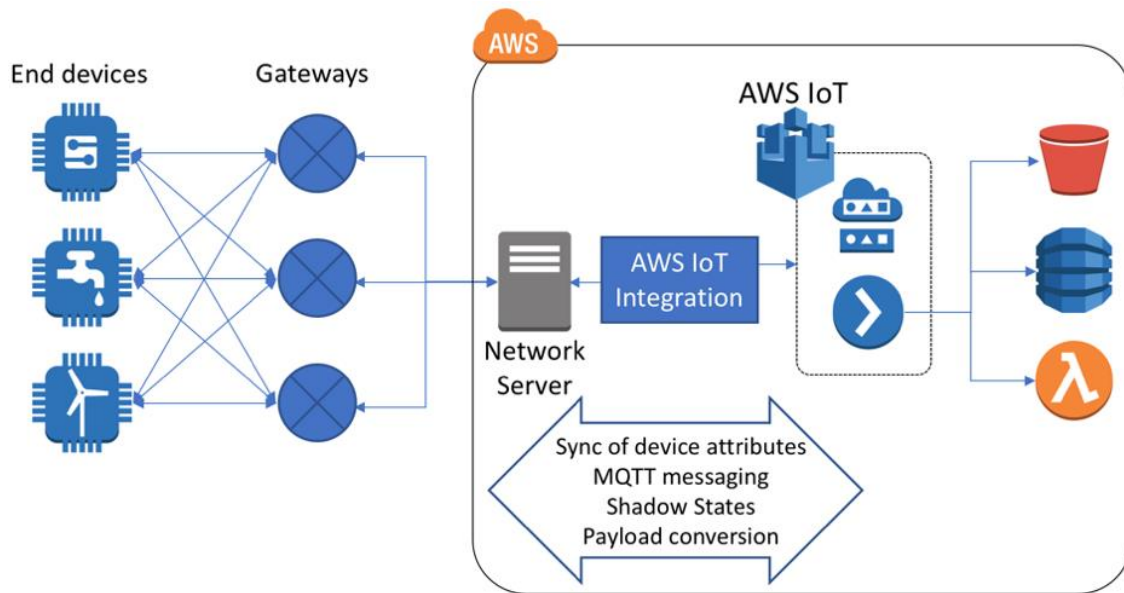 AWS
End devices
Gateways
AWS IoT
AWS IoT
Integration
Network
Server
Sync of device attributes
MQTT messaging
Shadow States
Payload conversion